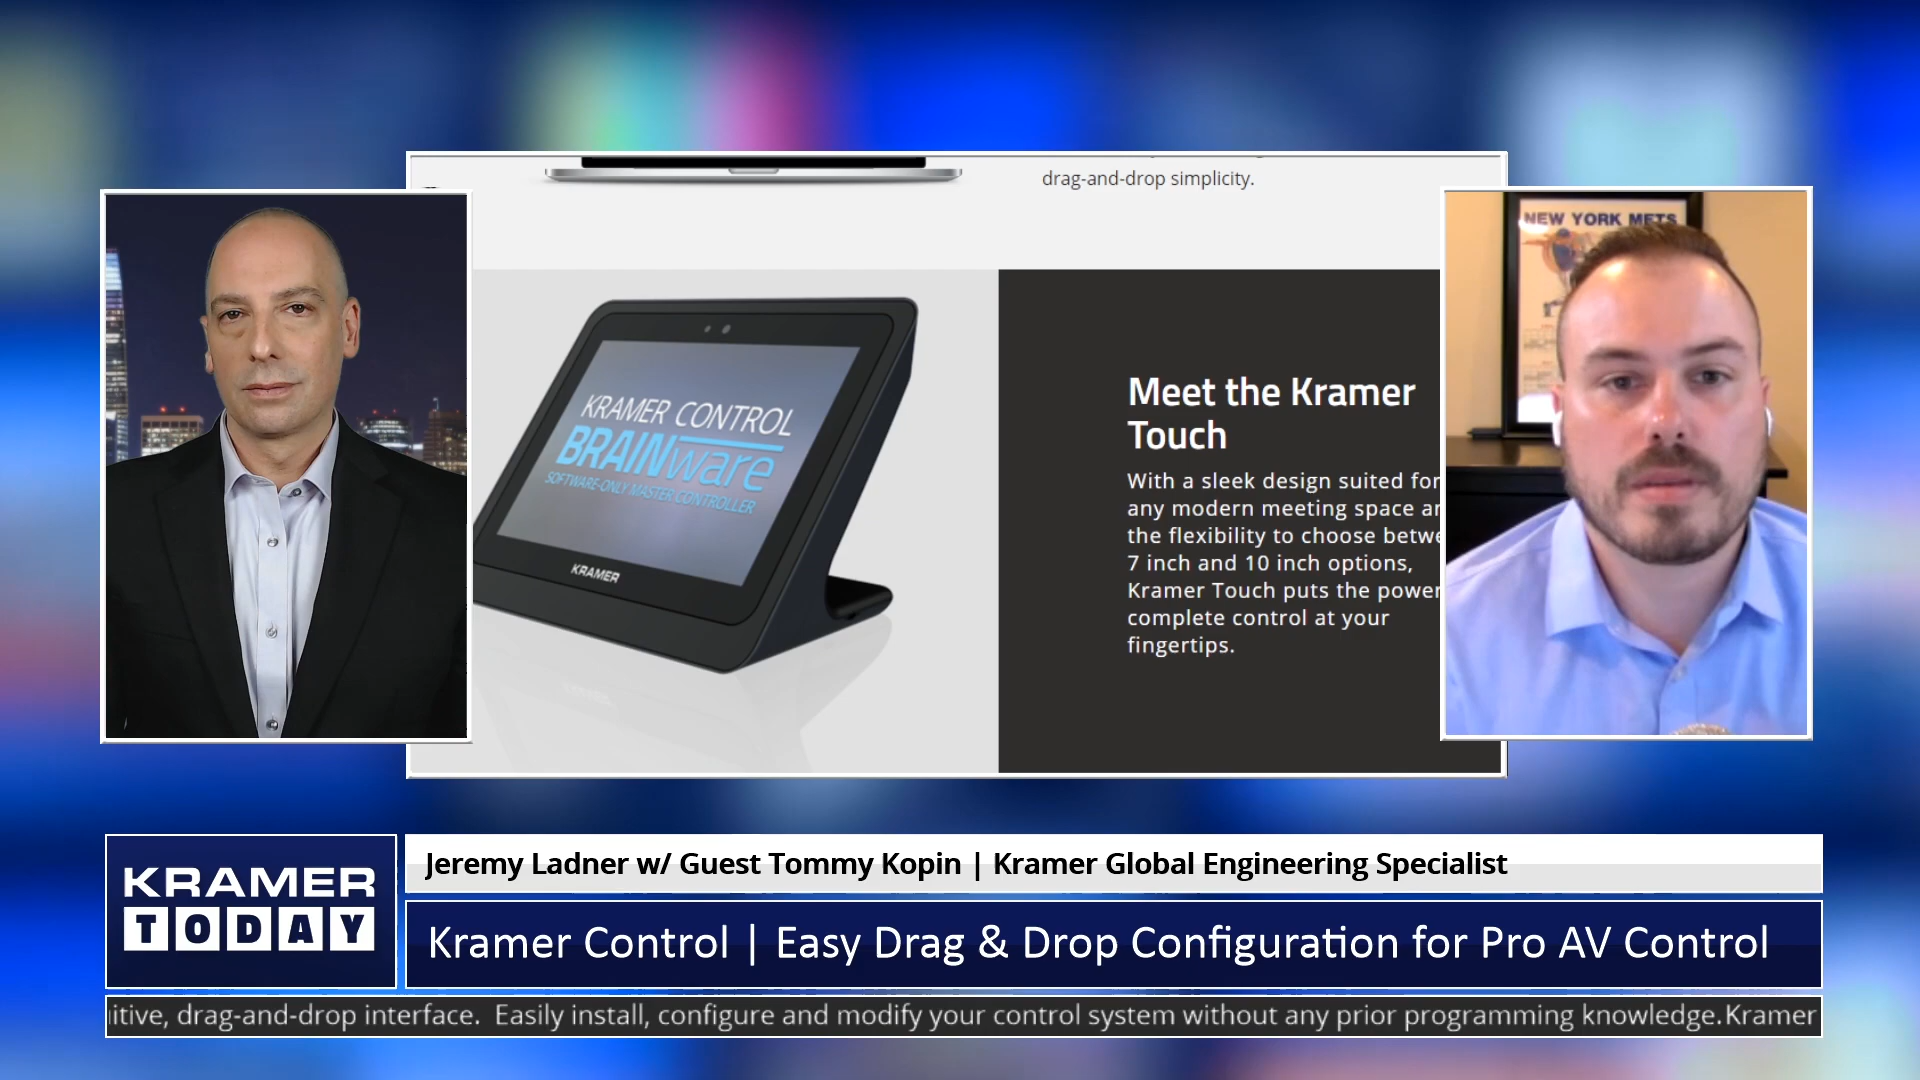 drag-and-drop simplicity.
NEW YORK METS
KRAMER CONTROL
BRAINware
SOFTWARE-ONLY MASTER CONTROLLER
KRAMER
Meet the Kramer
Touch
With a sleek design suited for
any modern meeting space
the flexibility to choose
7 inch and 10 inch options,
Kramer Touch puts the power
complete control at your
fingertips.
KRAMER
TODAY
Jeremy Ladner w/ Guest Tommy Kopin | Kramer Global Engineering Specialist
Kramer Control | Easy Drag & Drop Configuration for Pro AV Control
itive, drag-and-drop interface. Easily install, configure and modify your control system without any prior programming knowledge. Kramer